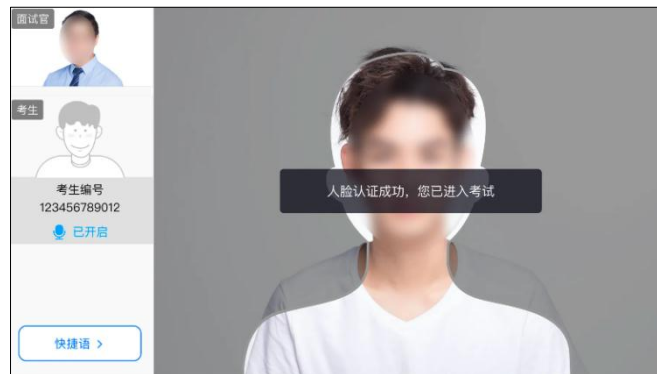 面试官
考生
考生编号
123456789012
已开启
快捷语 >
人脸认证成功，您已进入考试